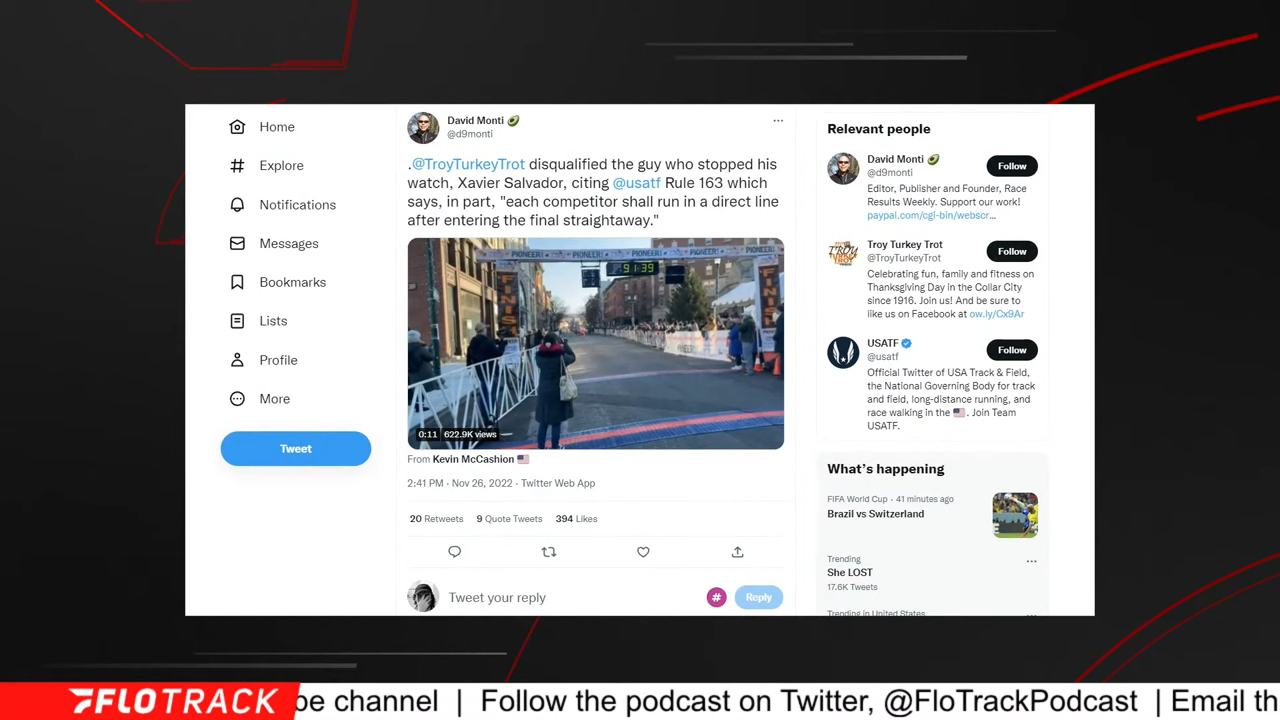 Home
Explore
Notifications
Messages
Bookmarks
Lists
Profile
More
Tweet
David Monti
@d9monti
.@TroyTurkeyTrot disqualified the guy who stopped his
watch, Xavier Salvador, citing @usatf Rule 163 which
says, in part, "each competitor shall run in a direct line
after entering the final straightaway."
PIONEER!
PIONEER!
PIONEER
91:39
FINISH
FINISH
0:11 622.9K views
From Kevin McCashion
2:41 PM · Nov 26, 2022 · Twitter Web App
20 Retweets 9 Quote Tweets 394 Likes
Tweet your reply
#
Reply
Relevant people
David Monti
@d9monti
Follow
Editor, Publisher and Founder, Race
Results Weekly. Support our work!
paypal.com/cgi-bin/webscr…
Troy Turkey Trot
@TroyTurkeyTrot
Follow
Celebrating fun, family and fitness on
Thanksgiving Day in the Collar City
since 1916. Join us! And be sure to
like us on Facebook at ow.ly/Cx9Ar
USATF
@usatf
Follow
Official Twitter of USA Track & Field,
the National Governing Body for track
and field, long-distance running, and
race walking in the . Join Team
USATF.
What's happening
FIFA World Cup · 41 minutes ago
Brazil vs Switzerland
Trending
She LOST
17.6K Tweets
Trending in United States
FLOTRACK
be channel | Follow the podcast on Twitter, @FloTrackPodcast | Email th